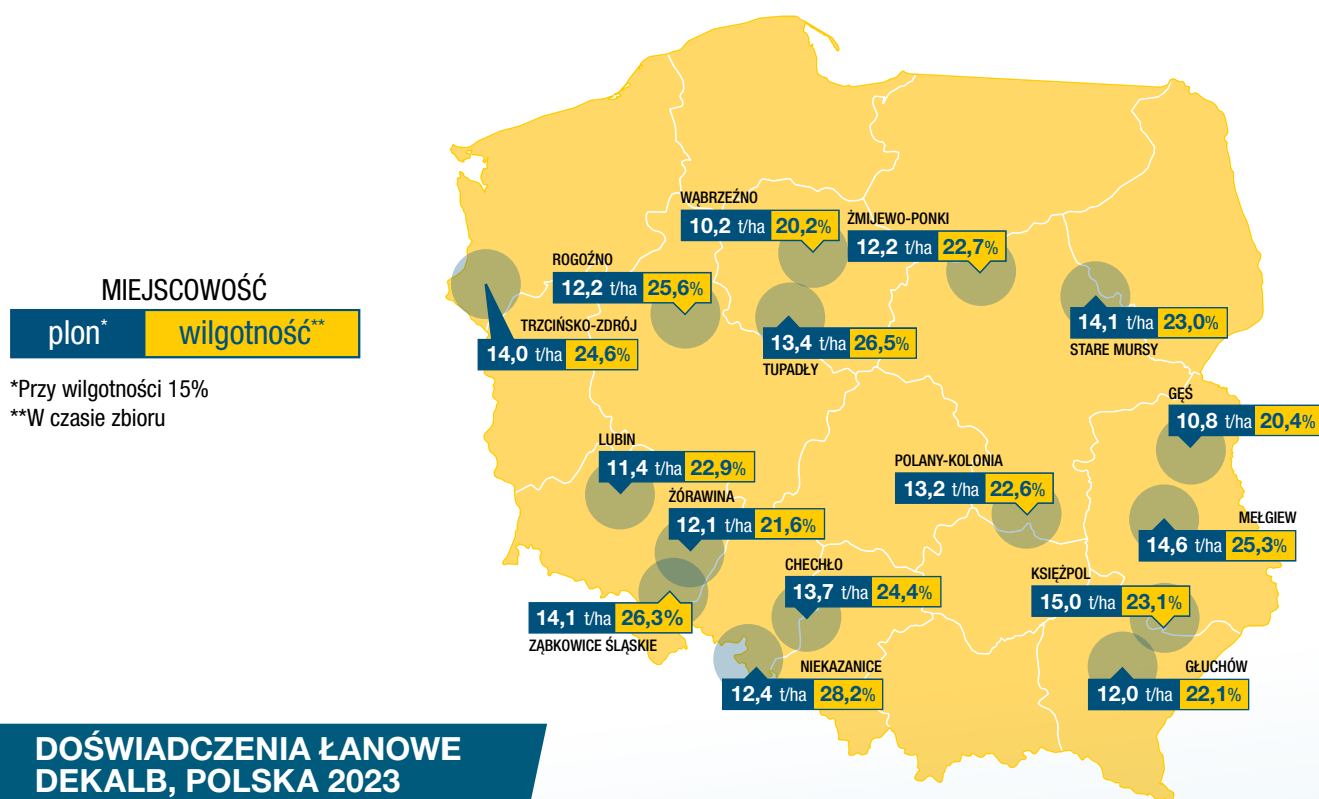 WĄBRZEŹNO
10,2 t/ha 20,2%
ŻMIJEWO-PONKI
12,2 t/ha 22,7%
ROGOŹNO
12,2 t/ha 25,6%
TRZCIŃSKO-ZDRÓJ
14,0 t/ha 24,6%
13,4 t/ha 26,5%
TUPADŁY
14,1 t/ha 23,0%
STARE MURSY
MIEJSCOWOŚĆ
plon* wilgotność**
*Przy wilgotności 15%
**W czasie zbioru
GĘŚ
10,8 t/ha 20,4%
LUBIN
11,4 t/ha 22,9%
POLANY-KOLONIA
13,2 t/ha 22,6%
ŻÓRAWINA
12,1 t/ha 21,6%
MEŁGIEW
14,6 t/ha 25,3%
CHECHŁO
13,7 t/ha 24,4%
KSIĘŻPOL
15,0 t/ha 23,1%
14,1 t/ha 26,3%
ZĄBKOWICE ŚLĄSKIE
NIEKAZANICE
12,4 t/ha 28,2%
GŁUCHÓW
12,0 t/ha 22,1%
DOŚWIADCZENIA ŁANOWE
DEKALB, POLSKA 2023